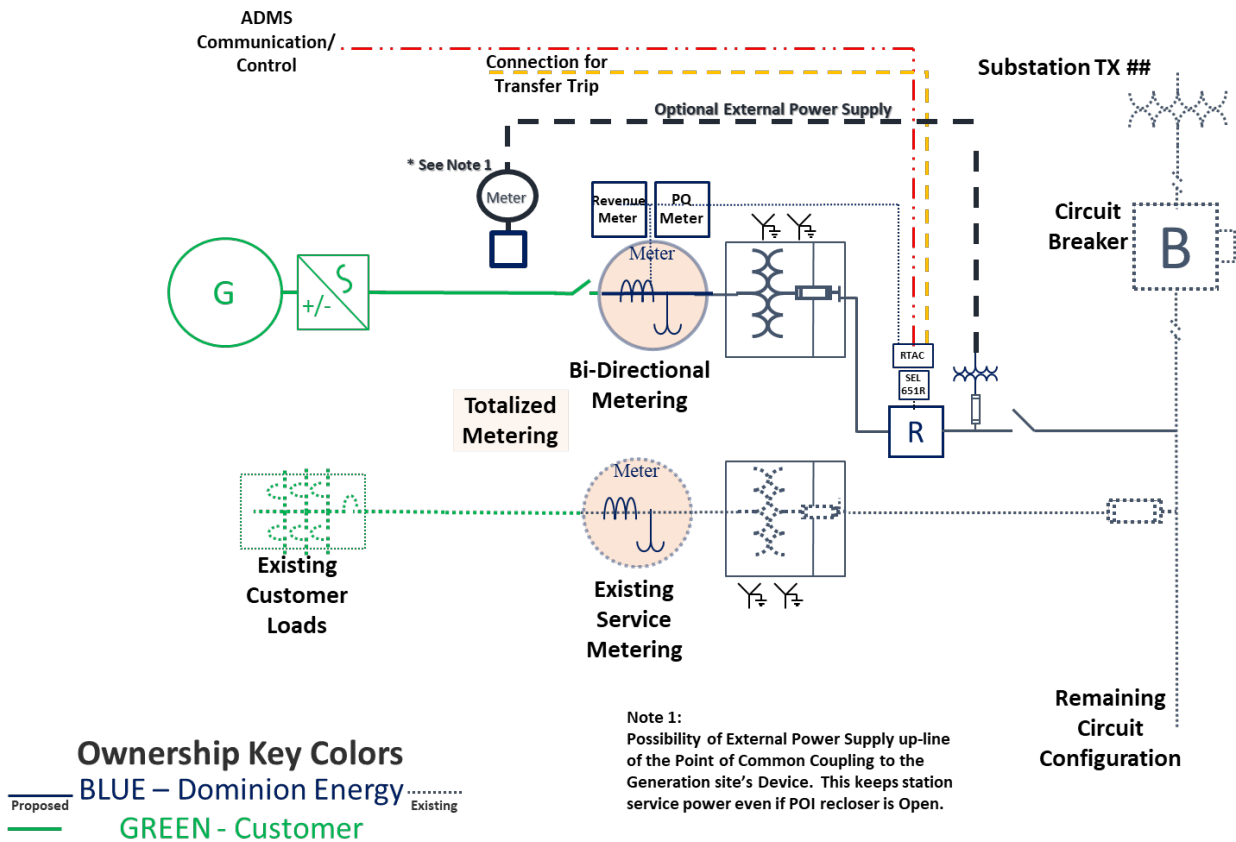 ADMS
Communication/
Control
Connection for
Transfer Trip
Substation TX ##
Optional External Power Supply
* See Note 1
Meter
Revenue
Meter
PQ
Meter
Circuit
Breaker
B
Meter
G
+/-
RTAC
SEL
651R
R
Bi-Directional
Metering
Totalized
Metering
Meter
Existing
Customer
Loads
Existing
Service
Metering
Remaining
Circuit
Configuration
Note 1:
Possibility of External Power Supply up-line
of the Point of Common Coupling to the
Generation site's Device. This keeps station
service power even if POI recloser is Open.
Ownership Key Colors
Proposed BLUE – Dominion Energy Existing
GREEN - Customer